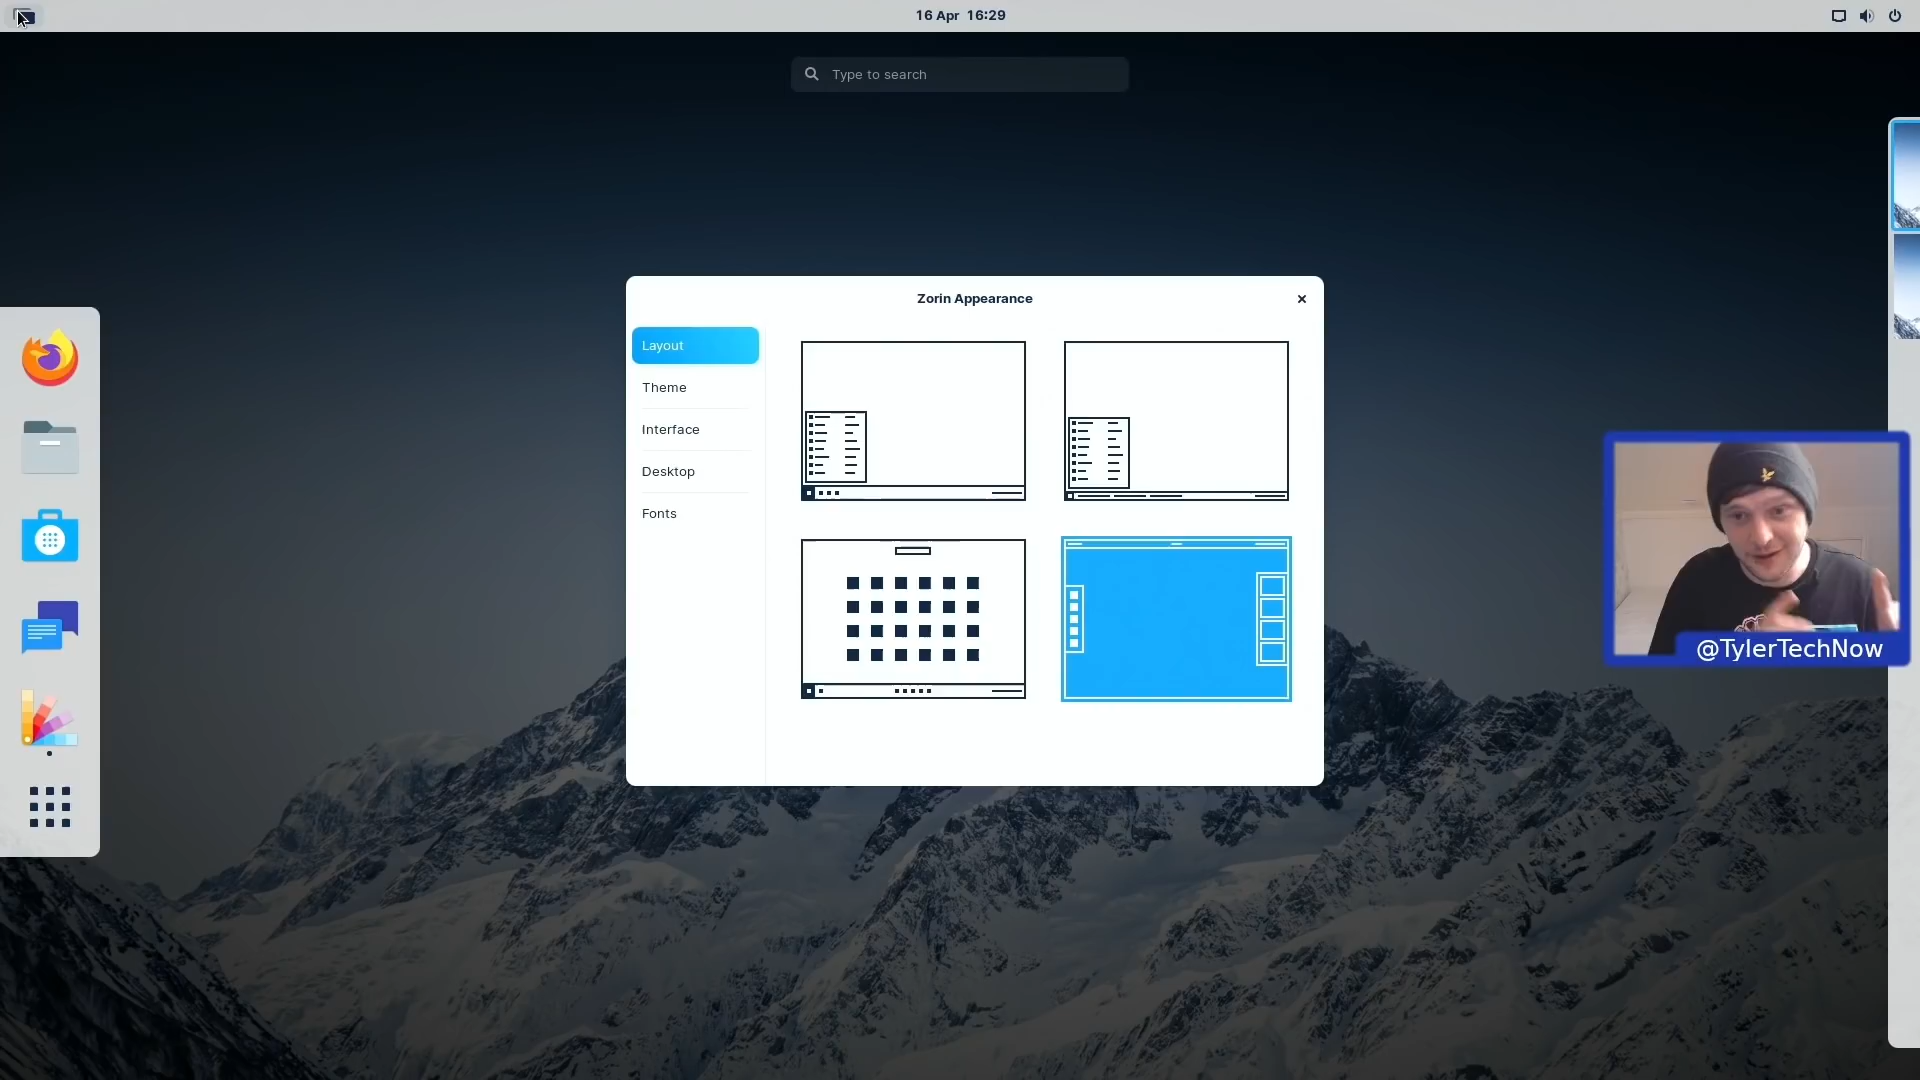 16 Apr 16:29
Type to search
Zorin Appearance
Layout
Theme
Interface
Desktop
Fonts
@TylerTechNow